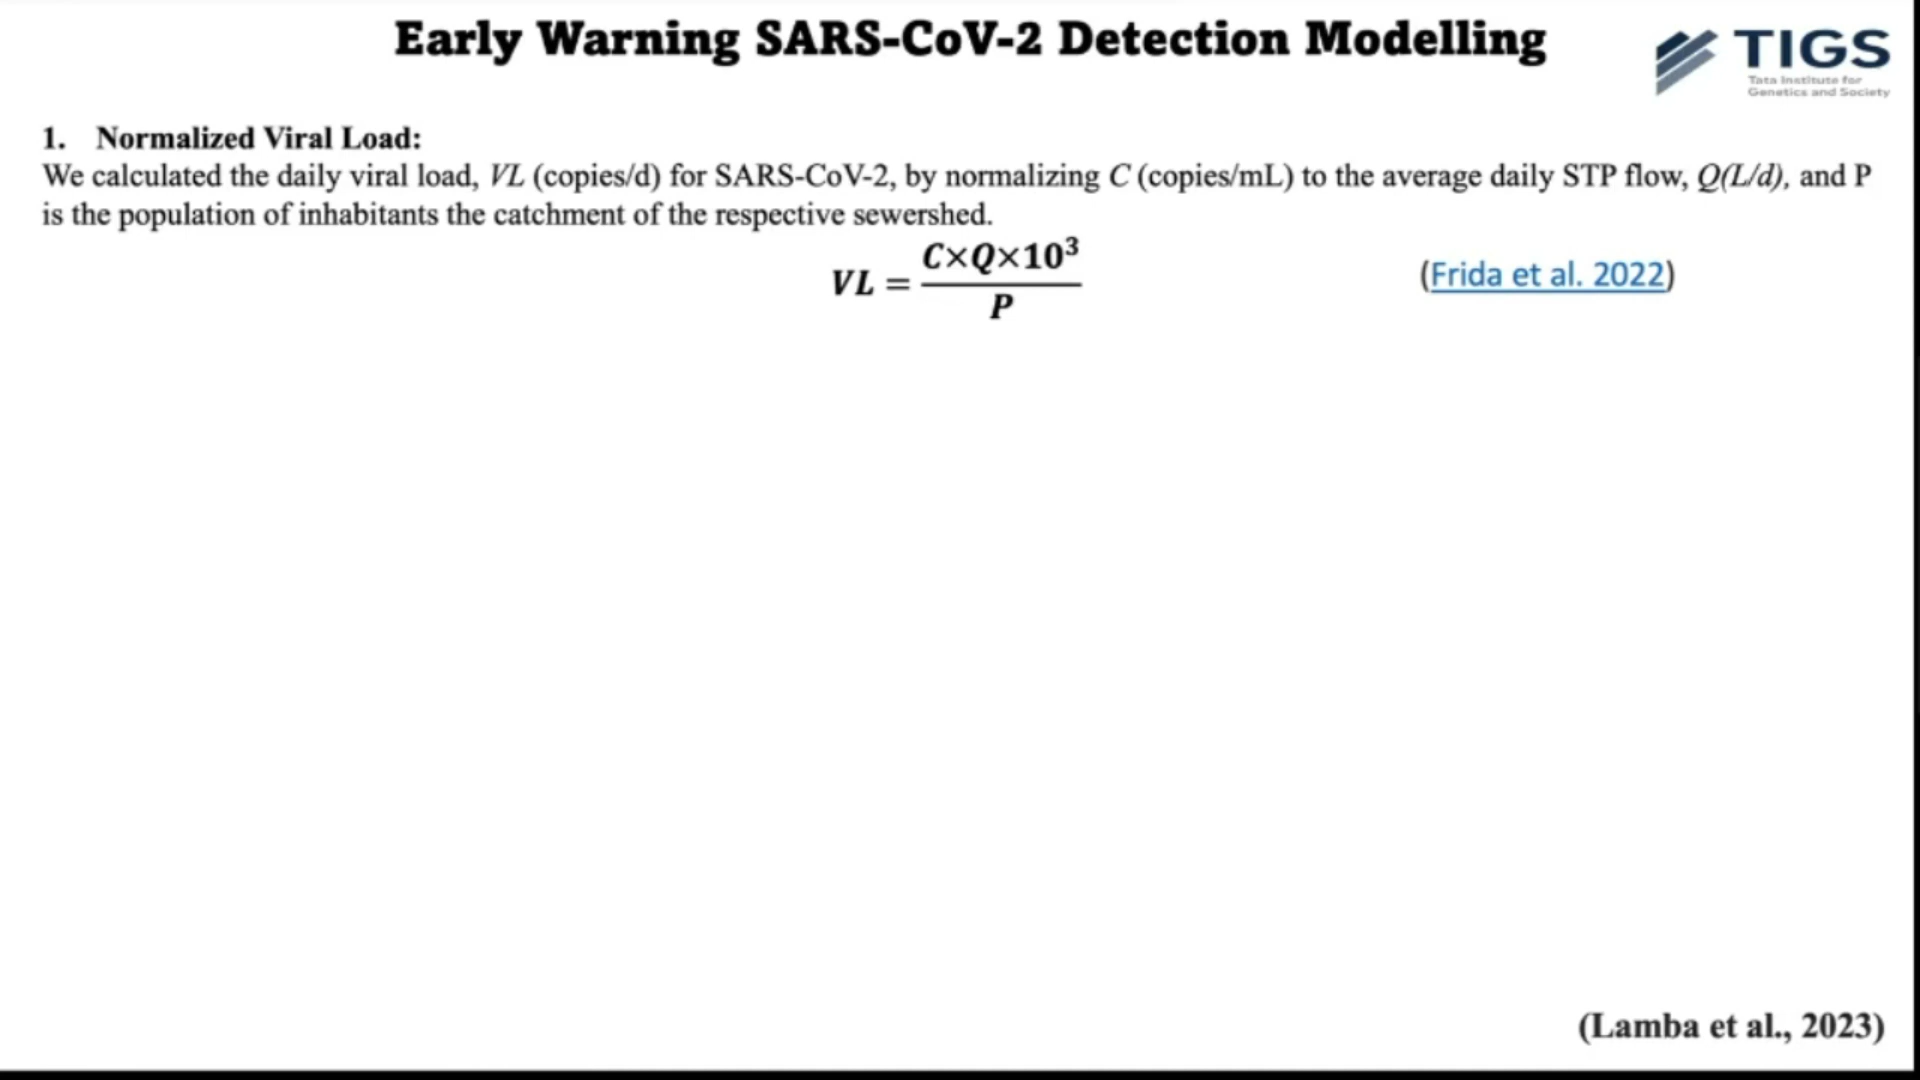 Early Warning SARS-CoV-2 Detection Modelling
TIGS
Tata Institute for
Genetics and Society
1. Normalized Viral Load:
We calculated the daily viral load, VL (copies/d) for SARS-CoV-2, by normalizing C (copies/mL) to the average daily STP flow, Q(L/d), and P
is the population of inhabitants the catchment of the respective sewershed.
VL = C×Q×10³ / P
(Frida et al. 2022)
(Lamba et al., 2023)